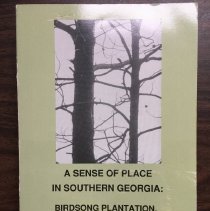 A SENSE OF PLACE
IN SOUTHERN GEORGIA:
BIRDSONG PLANTATION,